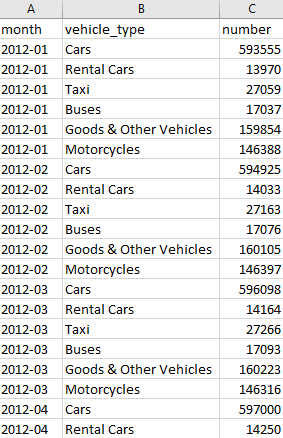 A B C
month vehicle_type number
2012-01 Cars 593555
2012-01 Rental Cars 13970
2012-01 Taxi 27059
2012-01 Buses 17037
2012-01 Goods & Other Vehicles 159854
2012-01 Motorcycles 146388
2012-02 Cars 594925
2012-02 Rental Cars 14033
2012-02 Taxi 27163
2012-02 Buses 17076
2012-02 Goods & Other Vehicles 160105
2012-02 Motorcycles 146397
2012-03 Cars 596098
2012-03 Rental Cars 14164
2012-03 Taxi 27266
2012-03 Buses 17093
2012-03 Goods & Other Vehicles 160223
2012-03 Motorcycles 146316
2012-04 Cars 597000
2012-04 Rental Cars 14250